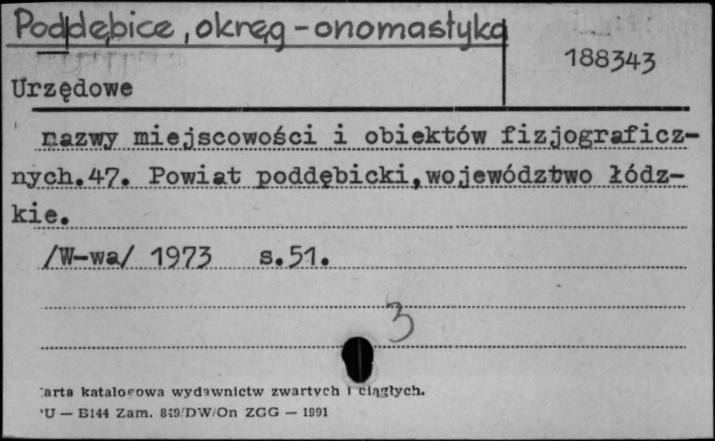 Poddębice, okręg - onomastyka
188343
Urzędowe
nazwy miejscowości i obiektów fizjograficz-
nych.47. Powiat poddębicki,województwo łódz-
kie.
/W-wa/ 1973 s.51.
3
arta katalogowa wydawnictw zwartych i ciągłych.
U — B144 Zam. 849/DW/On ZGG — 1991